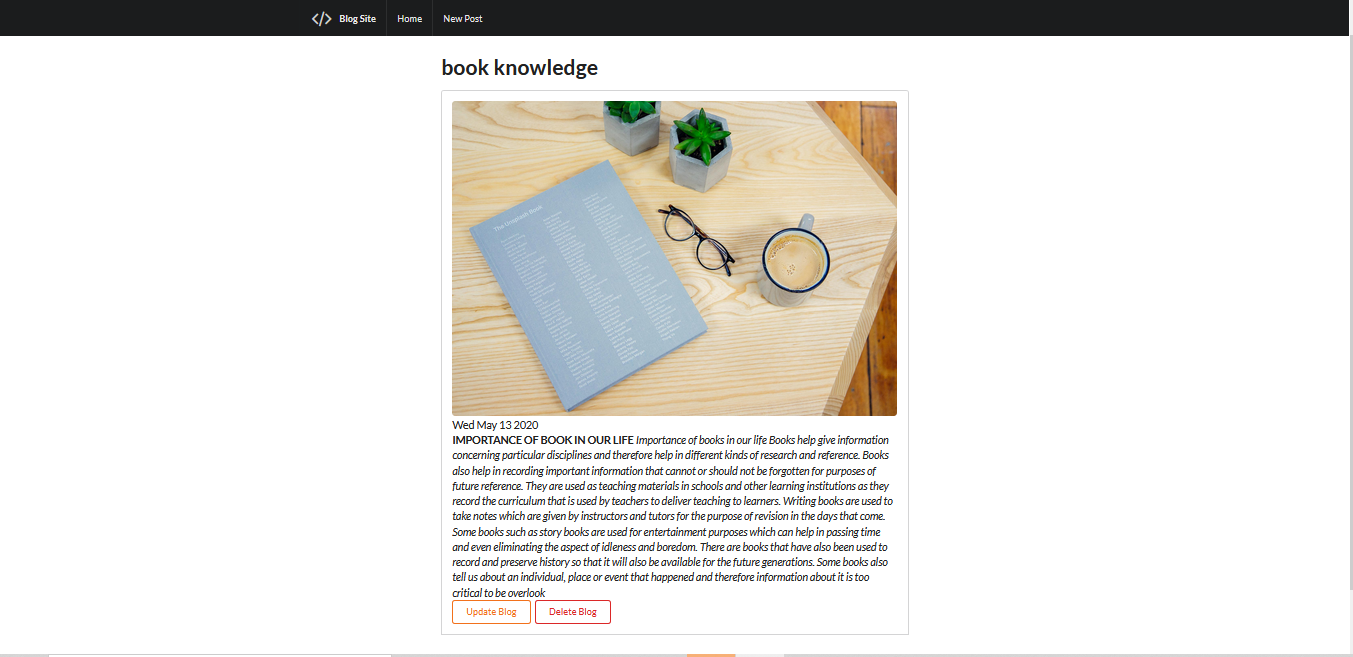 Blog Site
Home
New Post
book knowledge
The Unsplash Book
Wed May 13 2020
IMPORTANCE OF BOOK IN OUR LIFE Importance of books in our life Books help give information
concerning particular disciplines and therefore help in different kinds of research and reference. Books
also help in recording important information that cannot or should not be forgotten for purposes of
future reference. They are used as teaching materials in schools and other learning institutions as they
record the curriculum that is used by teachers to deliver teaching to learners. Writing books are used to
take notes which are given by instructors and tutors for the purpose of revision in the days that come.
Some books such as story books are used for entertainment purposes which can help in passing time
and even eliminating the aspect of idleness and boredom. There are books that have also been used to
record and preserve history so that it will also be available for the future generations. Some books also
tell us about an individual, place or event that happened and therefore information about it is too
critical to be overlook
Update Blog
Delete Blog